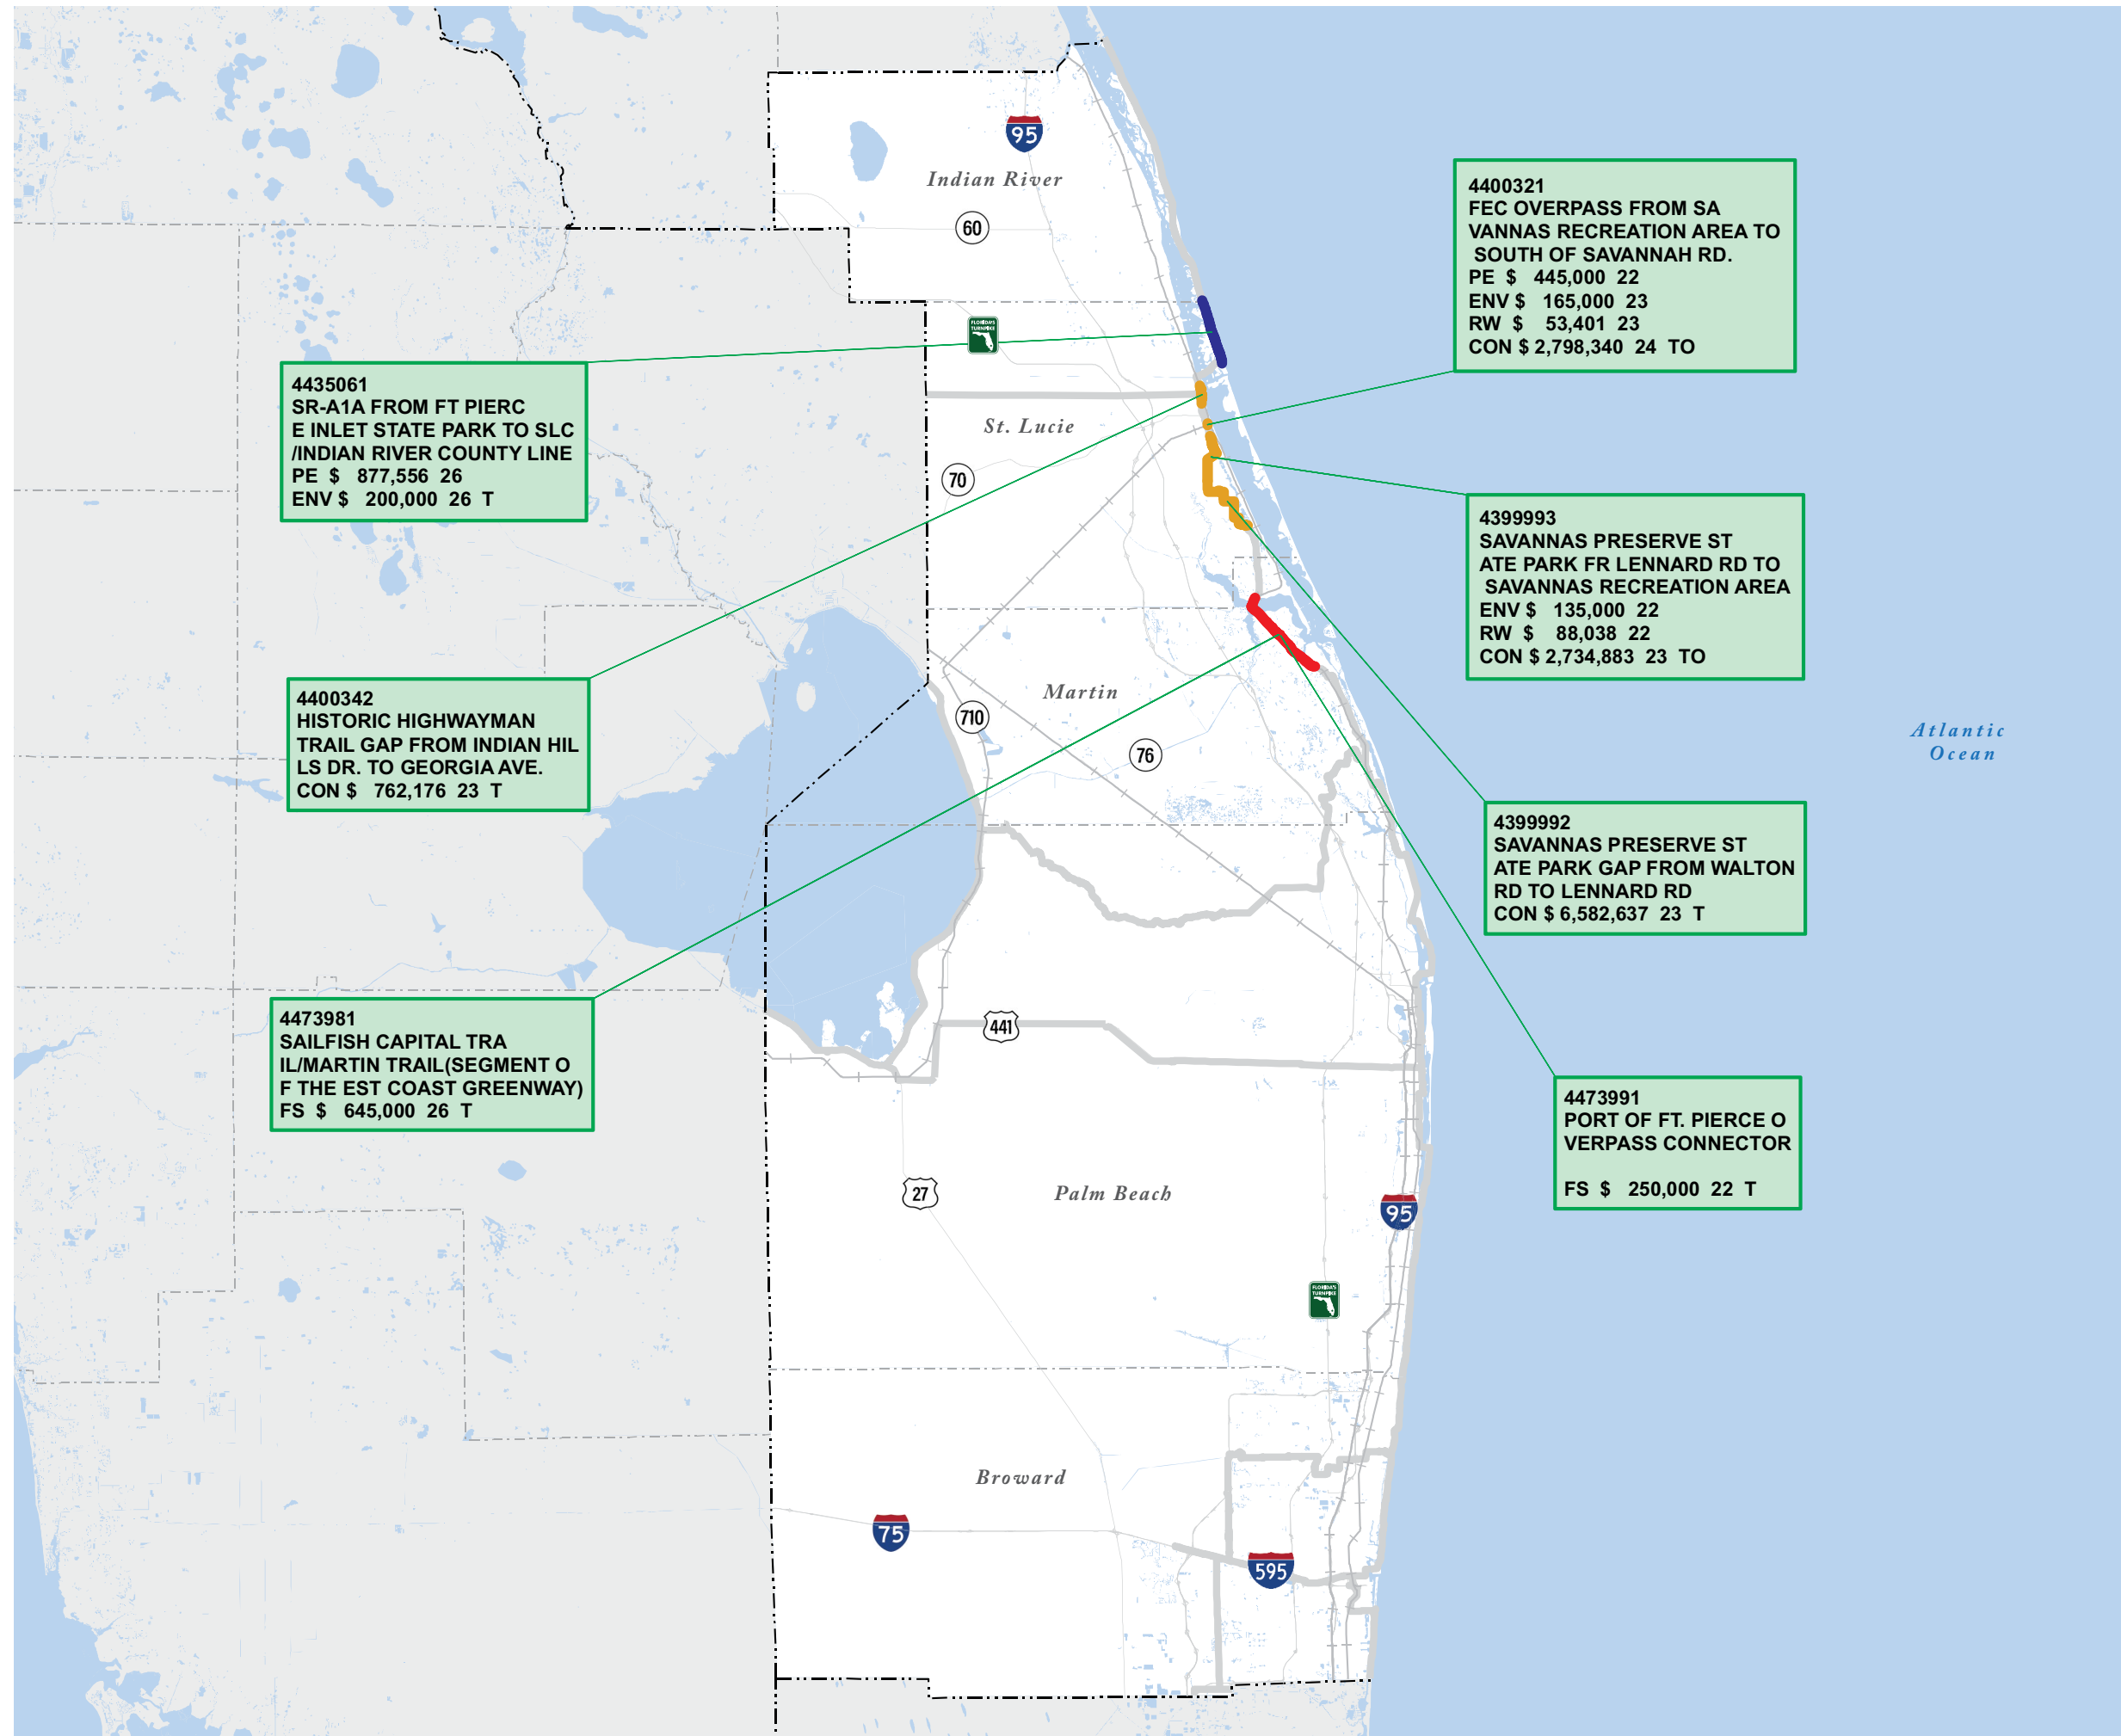 95
Indian River
60
4400321
FEC OVERPASS FROM SA
VANNAS RECREATION AREA TO
SOUTH OF SAVANNAH RD.
PE $ 445,000 22
ENV $ 165,000 23
RW $ 53,401 23
CON $ 2,798,340 24 TO
FLORIDA'S
TURNPIKE
4435061
SR-A1A FROM FT PIERC
E INLET STATE PARK TO SLC
/INDIAN RIVER COUNTY LINE
PE $ 877,556 26
ENV $ 200,000 26 T
St. Lucie
70
4399993
SAVANNAS PRESERVE ST
ATE PARK FR LENNARD RD TO
SAVANNAS RECREATION AREA
ENV $ 135,000 22
RW $ 88,038 22
CON $ 2,734,883 23 TO
4400342
HISTORIC HIGHWAYMAN
TRAIL GAP FROM INDIAN HIL
LS DR. TO GEORGIA AVE.
CON $ 762,176 23 T
Martin
710
76
Atlantic
Ocean
4399992
SAVANNAS PRESERVE ST
ATE PARK GAP FROM WALTON
RD TO LENNARD RD
CON $ 6,582,637 23 T
4473981
SAILFISH CAPITAL TRA
IL/MARTIN TRAIL(SEGMENT O
F THE EST COAST GREENWAY)
FS $ 645,000 26 T
441
4473991
PORT OF FT. PIERCE O
VERPASS CONNECTOR
FS $ 250,000 22 T
27
Palm Beach
95
FLORIDA'S
TURNPIKE
Broward
75
595